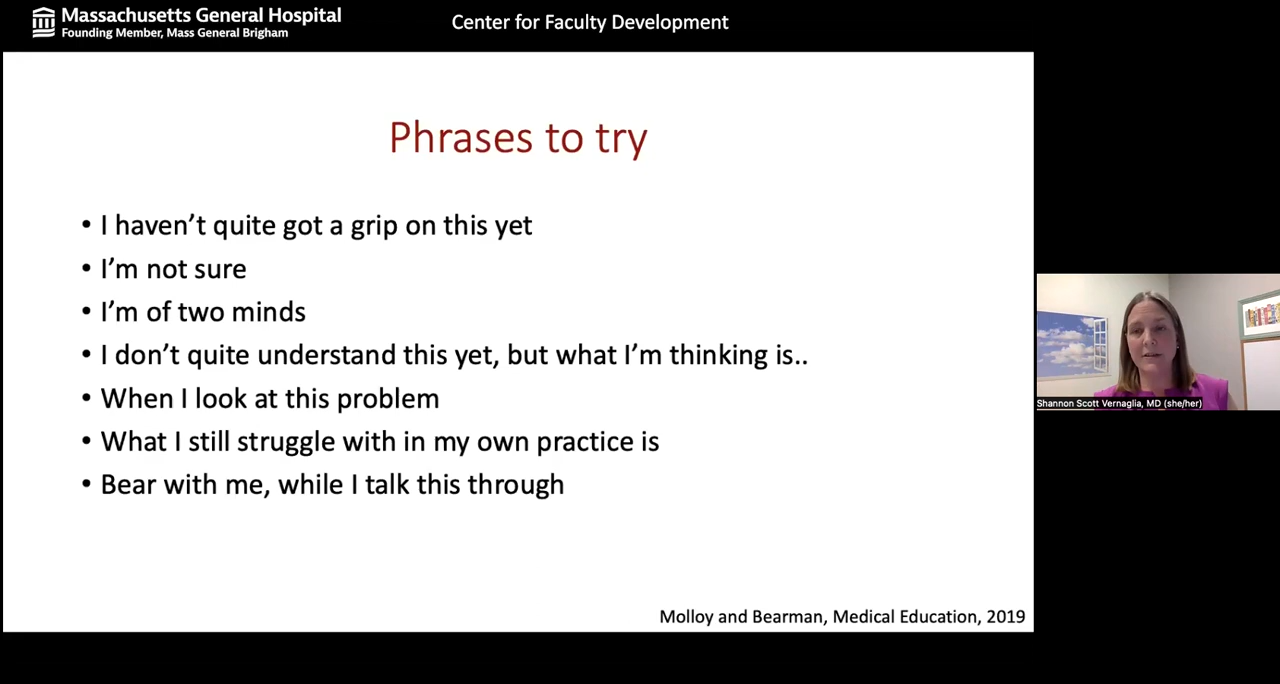 Massachusetts General Hospital
Founding Member, Mass General Brigham
Center for Faculty Development
Phrases to try
• I haven’t quite got a grip on this yet
• I’m not sure
• I’m of two minds
• I don’t quite understand this yet, but what I’m thinking is..
• When I look at this problem
• What I still struggle with in my own practice is
• Bear with me, while I talk this through
Shannon Scott Vernaglia, MD (she/her)
Molloy and Bearman, Medical Education, 2019